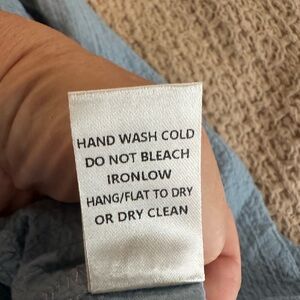 HAND WASH COLD
DO NOT BLEACH
IRONLOW
HANG/FLAT TO DRY
OR DRY CLEAN